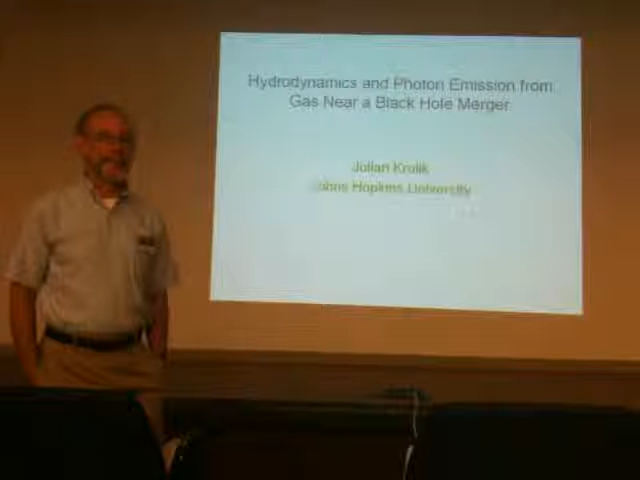 Hydrodynamics and Photon Emission from
Gas Near a Black Hole Merger
Julian Krolik
Johns Hopkins University